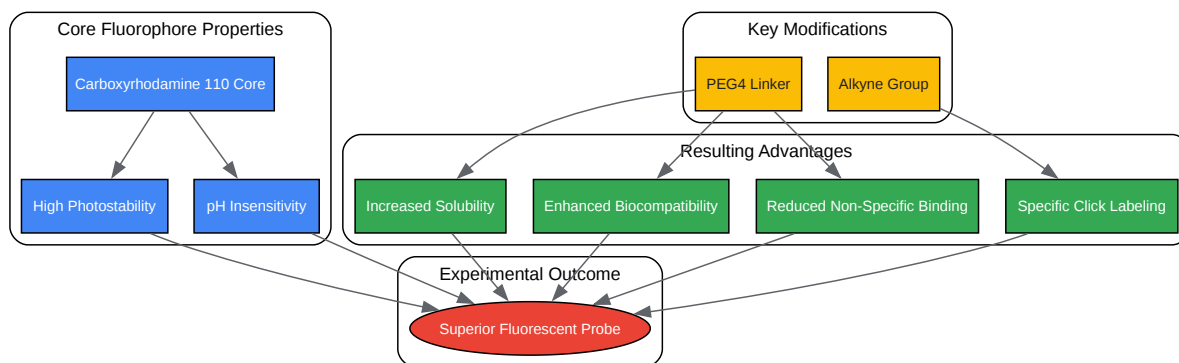 Core Fluorophore Properties
Key Modifications
Carboxyrhodamine 110 Core
PEG4 Linker
Alkyne Group
Resulting Advantages
High Photostability
pH Insensitivity
Increased Solubility
Enhanced Biocompatibility
Reduced Non-Specific Binding
Specific Click Labeling
Experimental Outcome
Superior Fluorescent Probe